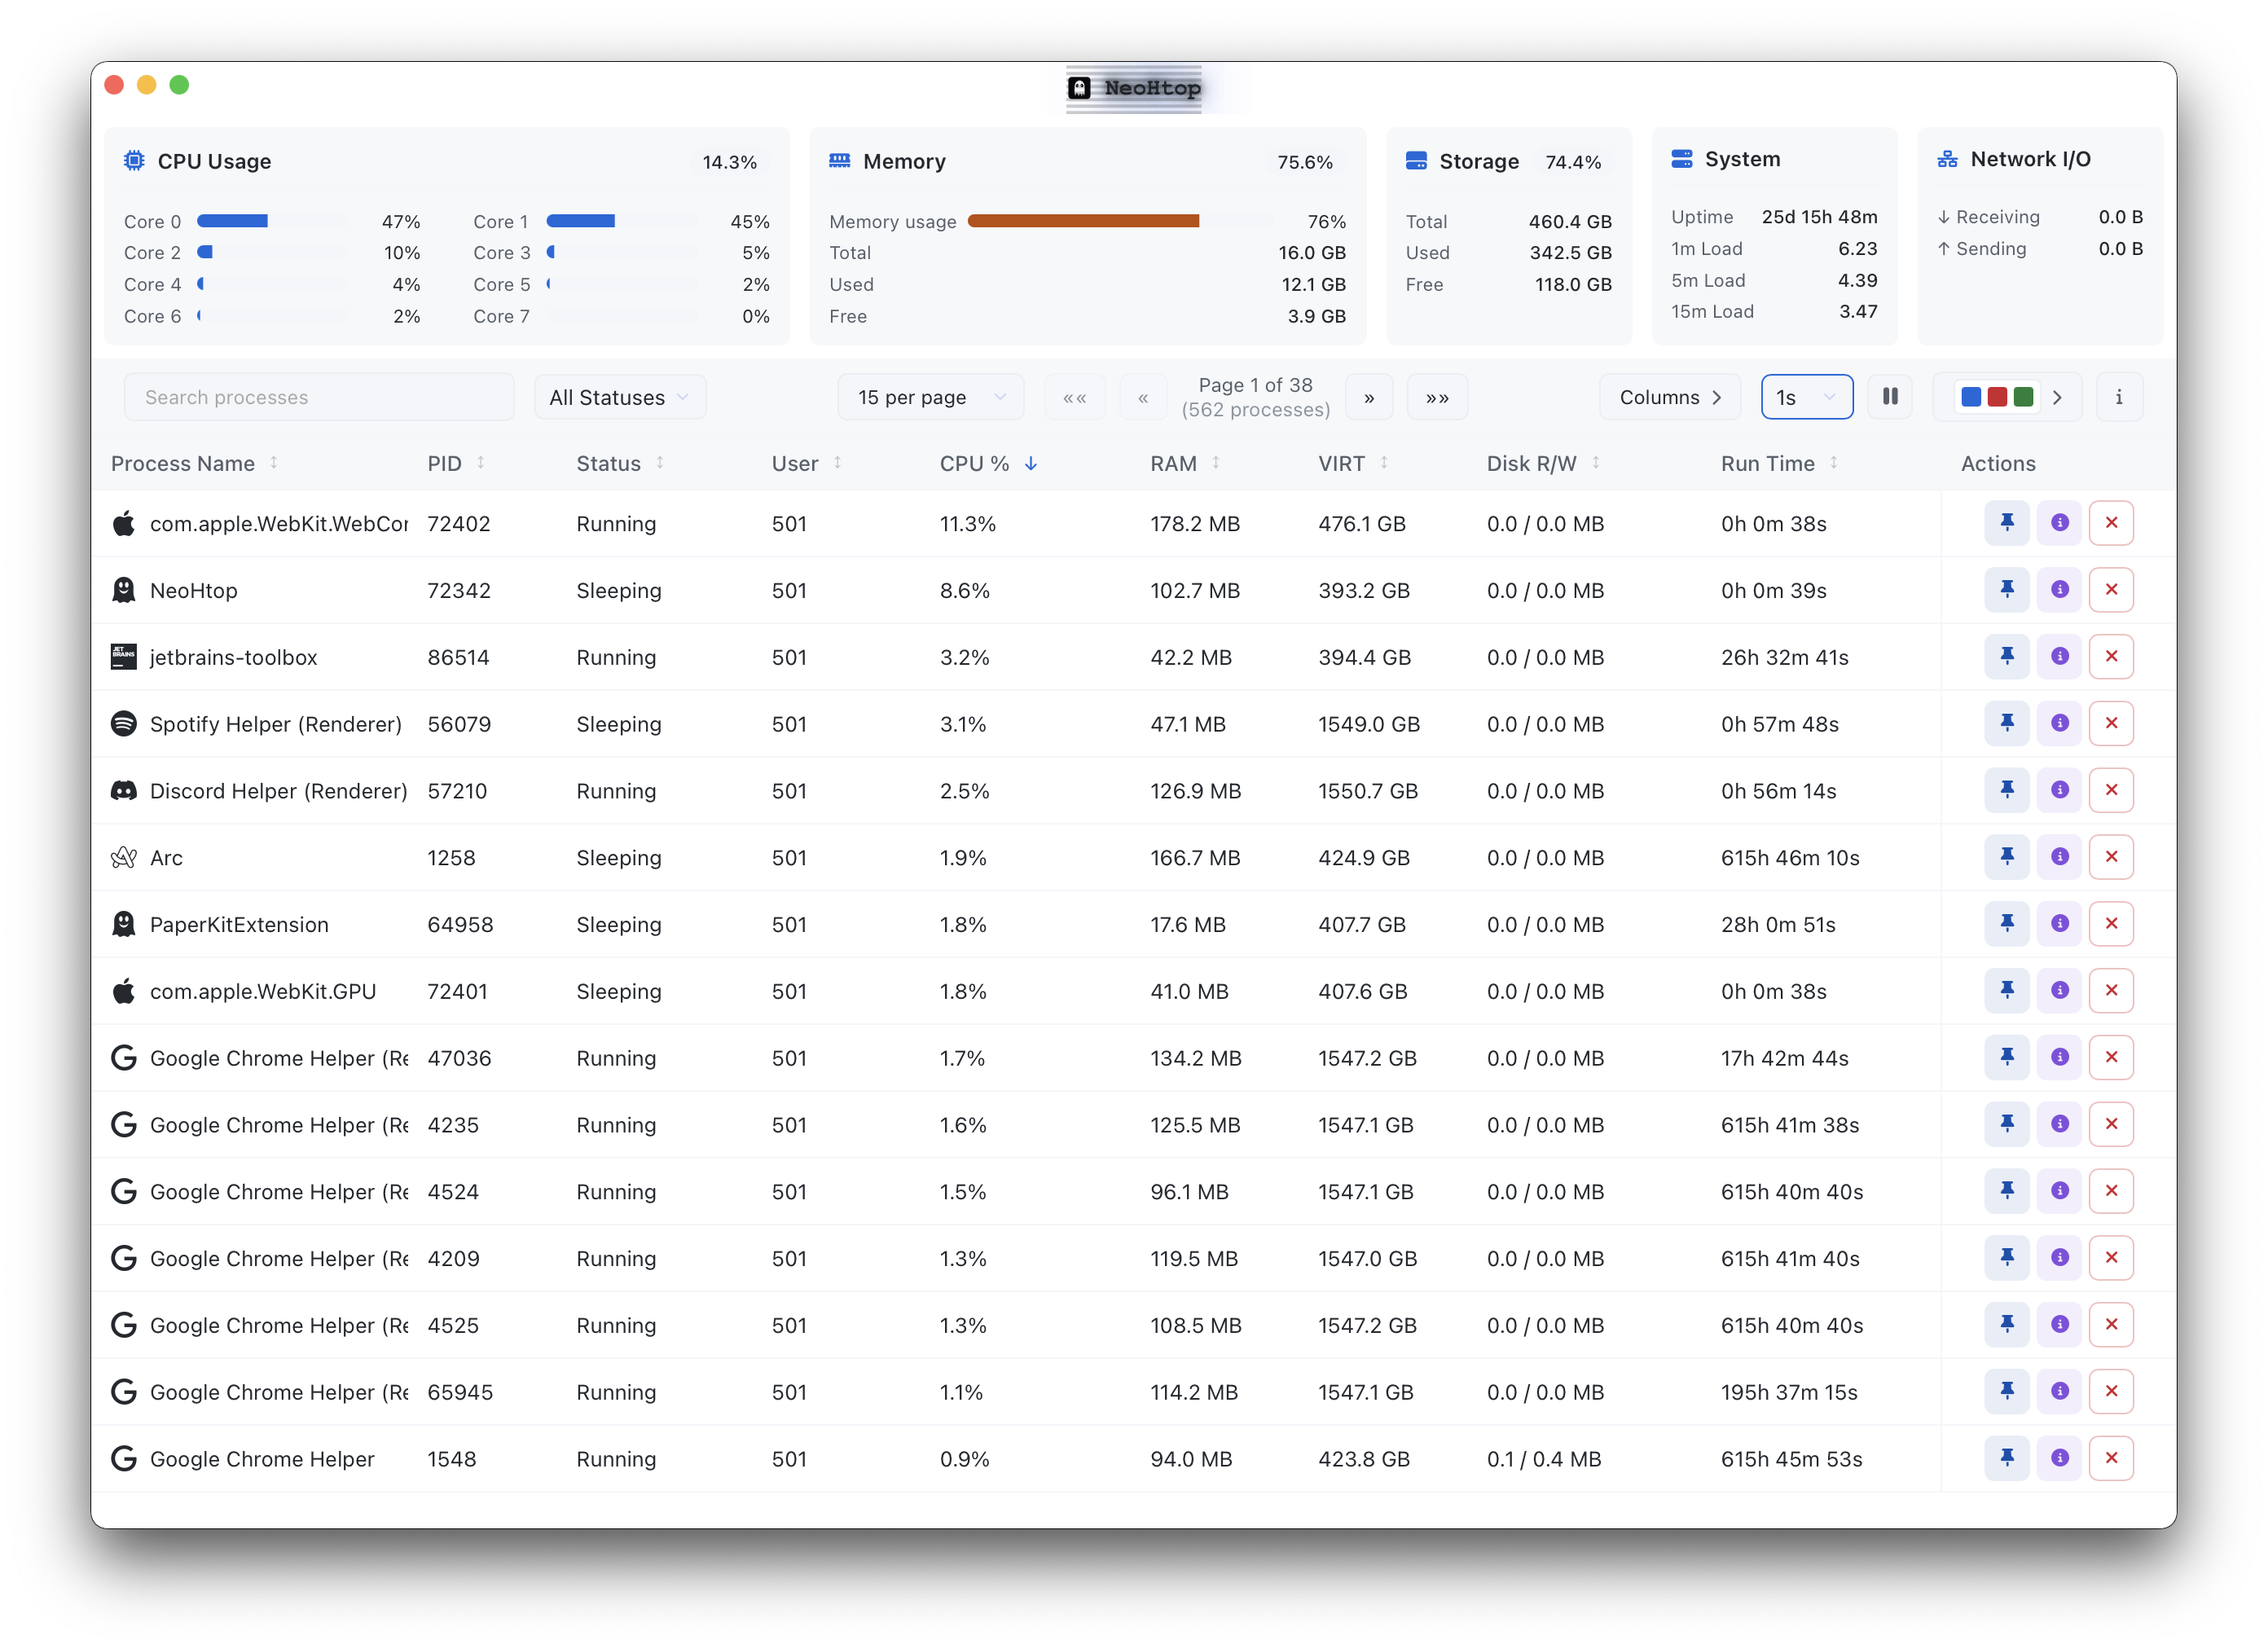 NeoHtop
CPU Usage 14.3%
Core 0 47% Core 1 45%
Core 2 10% Core 3 5%
Core 4 4% Core 5 2%
Core 6 2% Core 7 0%
Memory 75.6%
Memory usage 76%
Total 16.0 GB
Used 12.1 GB
Free 3.9 GB
Storage 74.4%
Total 460.4 GB
Used 342.5 GB
Free 118.0 GB
System
Uptime 25d 15h 48m
1m Load 6.23
5m Load 4.39
15m Load 3.47
Network I/O
↓ Receiving 0.0 B
↑ Sending 0.0 B
Search processes All Statuses 15 per page «« « Page 1 of 38 » »» Columns 1s i
(562 processes)
Process Name PID Status User CPU % RAM VIRT Disk R/W Run Time Actions
com.apple.WebKit.WebCor 72402 Running 501 11.3% 178.2 MB 476.1 GB 0.0 / 0.0 MB 0h 0m 38s
NeoHtop 72342 Sleeping 501 8.6% 102.7 MB 393.2 GB 0.0 / 0.0 MB 0h 0m 39s
JET BRAINS jetbrains-toolbox 86514 Running 501 3.2% 42.2 MB 394.4 GB 0.0 / 0.0 MB 26h 32m 41s
Spotify Helper (Renderer) 56079 Sleeping 501 3.1% 47.1 MB 1549.0 GB 0.0 / 0.0 MB 0h 57m 48s
Discord Helper (Renderer) 57210 Running 501 2.5% 126.9 MB 1550.7 GB 0.0 / 0.0 MB 0h 56m 14s
Arc 1258 Sleeping 501 1.9% 166.7 MB 424.9 GB 0.0 / 0.0 MB 615h 46m 10s
PaperKitExtension 64958 Sleeping 501 1.8% 17.6 MB 407.7 GB 0.0 / 0.0 MB 28h 0m 51s
com.apple.WebKit.GPU 72401 Sleeping 501 1.8% 41.0 MB 407.6 GB 0.0 / 0.0 MB 0h 0m 38s
Google Chrome Helper (Re 47036 Running 501 1.7% 134.2 MB 1547.2 GB 0.0 / 0.0 MB 17h 42m 44s
Google Chrome Helper (Re 4235 Running 501 1.6% 125.5 MB 1547.1 GB 0.0 / 0.0 MB 615h 41m 38s
Google Chrome Helper (Re 4524 Running 501 1.5% 96.1 MB 1547.1 GB 0.0 / 0.0 MB 615h 40m 40s
Google Chrome Helper (Re 4209 Running 501 1.3% 119.5 MB 1547.0 GB 0.0 / 0.0 MB 615h 41m 40s
Google Chrome Helper (Re 4525 Running 501 1.3% 108.5 MB 1547.2 GB 0.0 / 0.0 MB 615h 40m 40s
Google Chrome Helper (Re 65945 Running 501 1.1% 114.2 MB 1547.1 GB 0.0 / 0.0 MB 195h 37m 15s
Google Chrome Helper 1548 Running 501 0.9% 94.0 MB 423.8 GB 0.1 / 0.4 MB 615h 45m 53s